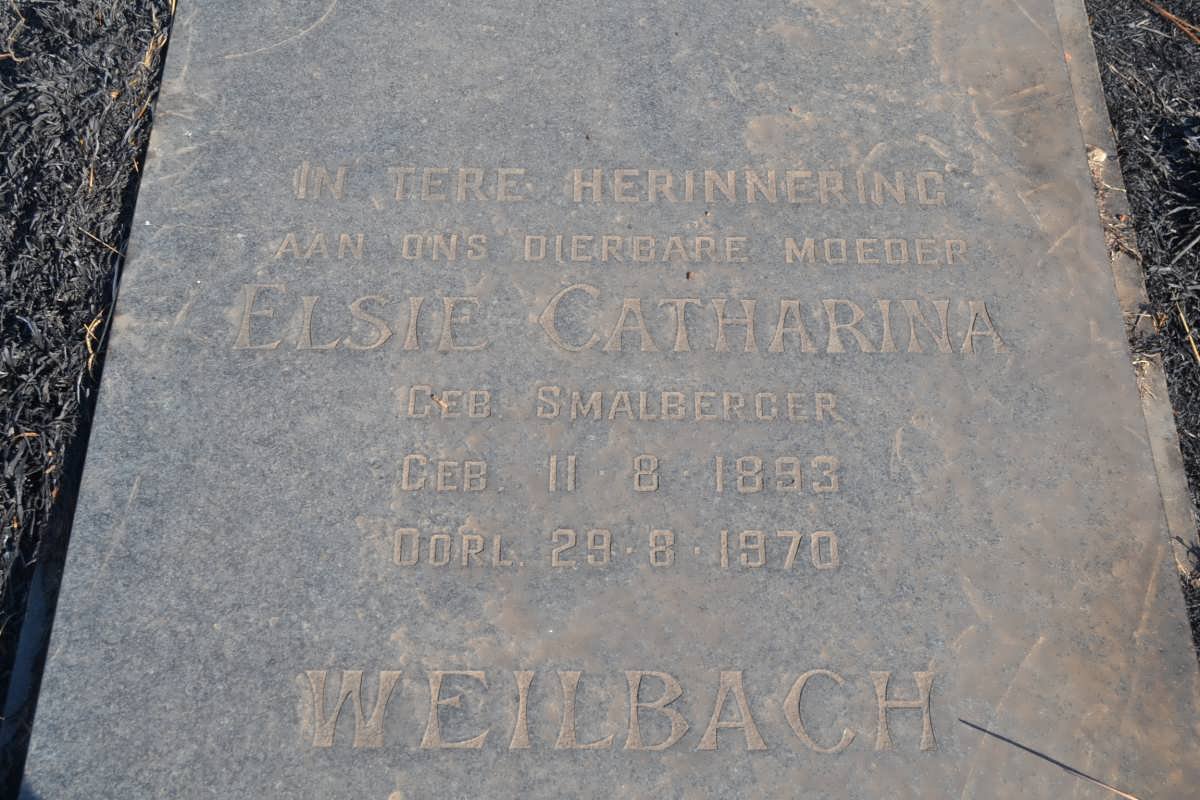 IN TERE HERINNERING
AAN ONS DIERBARE MOEDER
ELSIE CATHARINA
GEB. SMALBERGER
GEB. 11·8·1893
OORL. 29·8·1970
WEILBACH